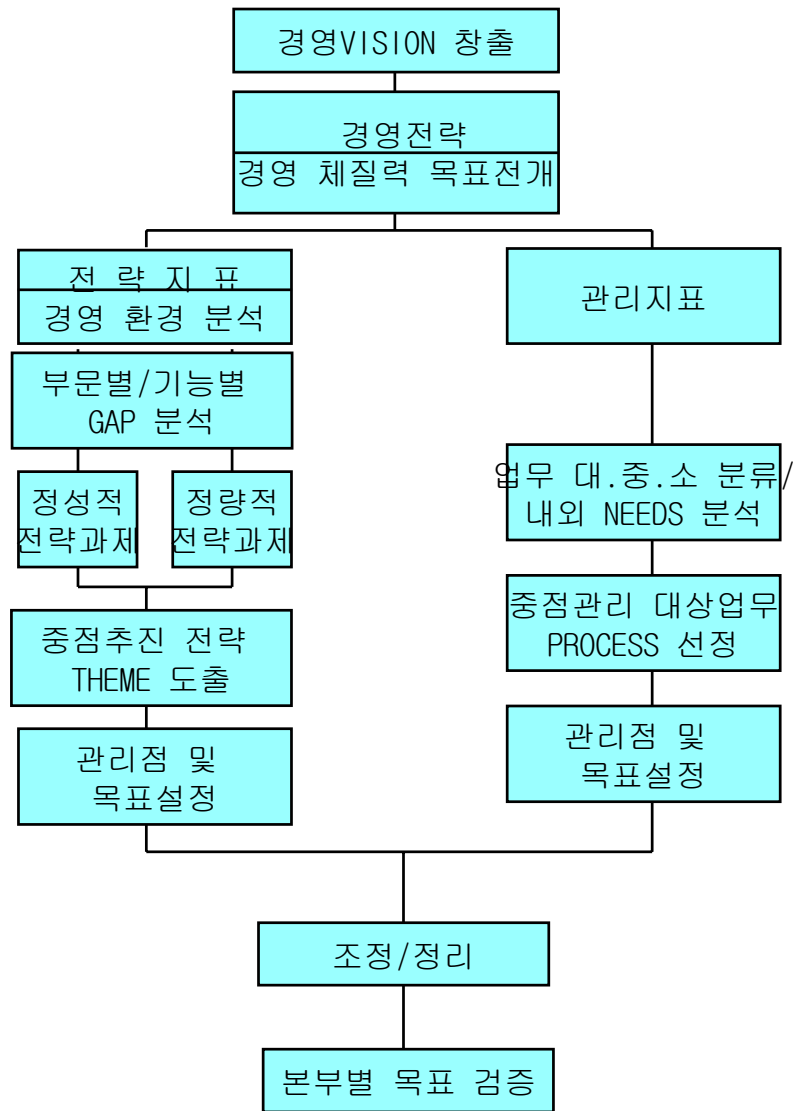 경영VISION 창출
경영전략
경영 체질력 목표전개
전 략 지 표
경영 환경 분석
관리지표
부문별/기능별
GAP 분석
업무 대.중.소 분류/
내외 NEEDS 분석
정성적
전략과제
정량적
전략과제
중점관리 대상업무
PROCESS 선정
중점추진 전략
THEME 도출
관리점 및
목표설정
관리점 및
목표설정
조정/정리
본부별 목표 검증